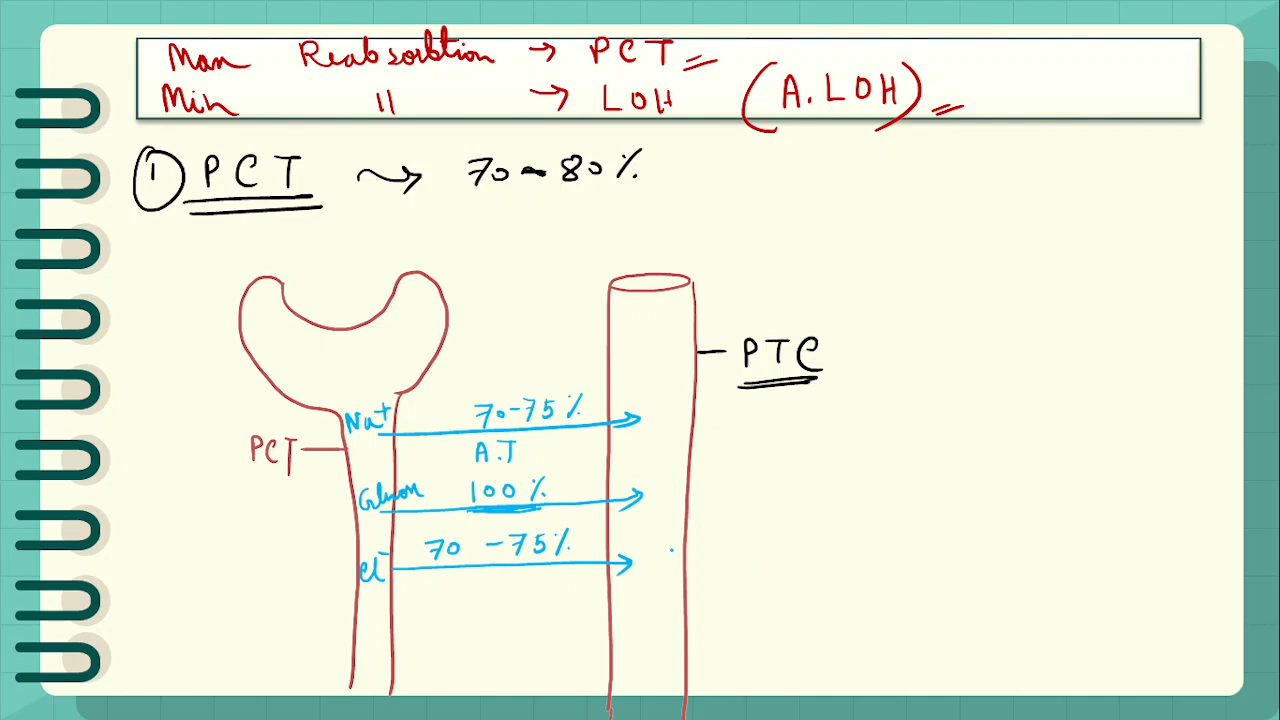 Max Reabsorbtion → PCT
Min 〃 → LOH (A.LOH)
① PCT → 70-80%
PTC
Na⁺ 70-75%
PCT
A.T
Glucose 100%
Cl⁻ 70-75%